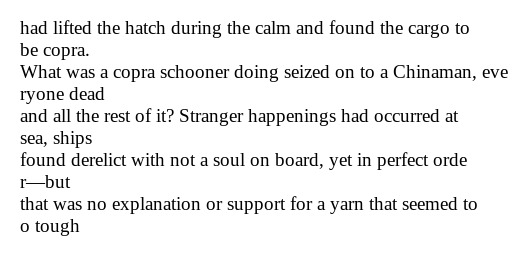 had lifted the hatch during the calm and found the cargo to
be copra.
What was a copra schooner doing seized on to a Chinaman, eve
ryone dead
and all the rest of it? Stranger happenings had occurred at
sea, ships
found derelict with not a soul on board, yet in perfect orde
r—but
that was no explanation or support for a yarn that seemed to
o tough